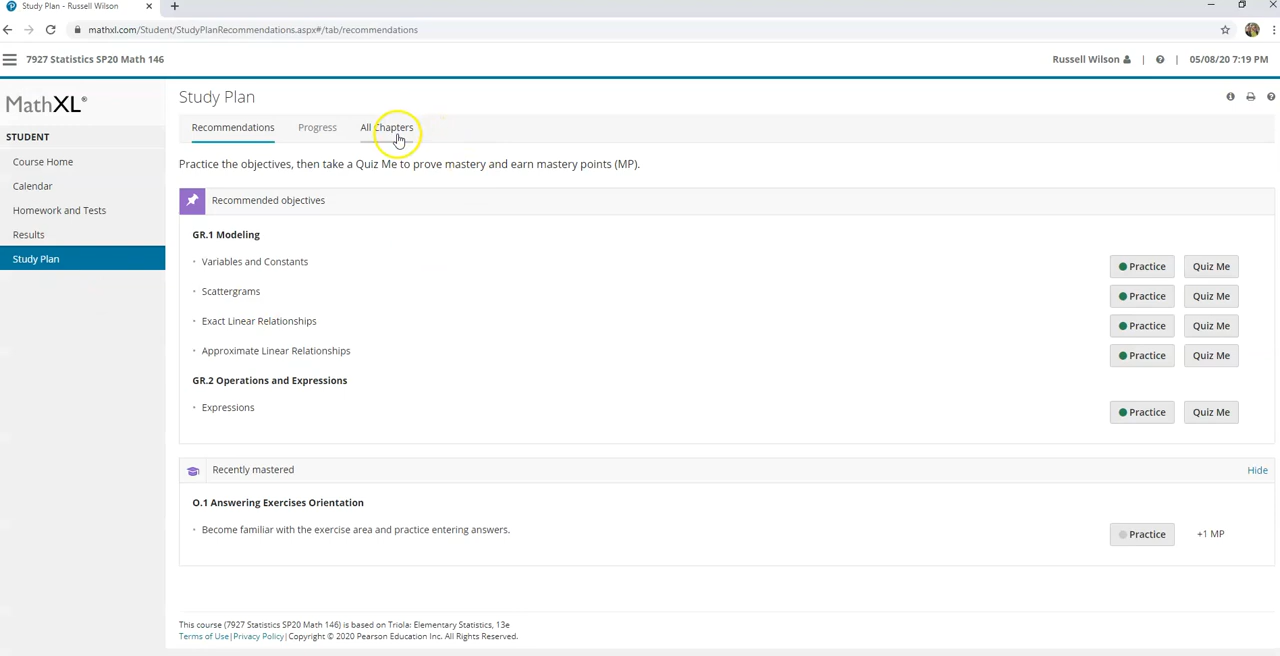 Study Plan - Russell Wilson
mathxl.com/Student/StudyPlanRecommendations.aspx#/tab/recommendations
7927 Statistics SP20 Math 146
Russell Wilson | | 05/08/20 7:19 PM
MathXL®
STUDENT
Course Home
Calendar
Homework and Tests
Results
Study Plan
Study Plan
Recommendations Progress All Chapters
Practice the objectives, then take a Quiz Me to prove mastery and earn mastery points (MP).
Recommended objectives
GR.1 Modeling
· Variables and Constants Practice Quiz Me
· Scattergrams Practice Quiz Me
· Exact Linear Relationships Practice Quiz Me
· Approximate Linear Relationships Practice Quiz Me
GR.2 Operations and Expressions
· Expressions Practice Quiz Me
Recently mastered Hide
O.1 Answering Exercises Orientation
· Become familiar with the exercise area and practice entering answers. Practice +1 MP
This course (7927 Statistics SP20 Math 146) is based on Triola: Elementary Statistics, 13e
Terms of Use|Privacy Policy|Copyright © 2020 Pearson Education Inc. All Rights Reserved.